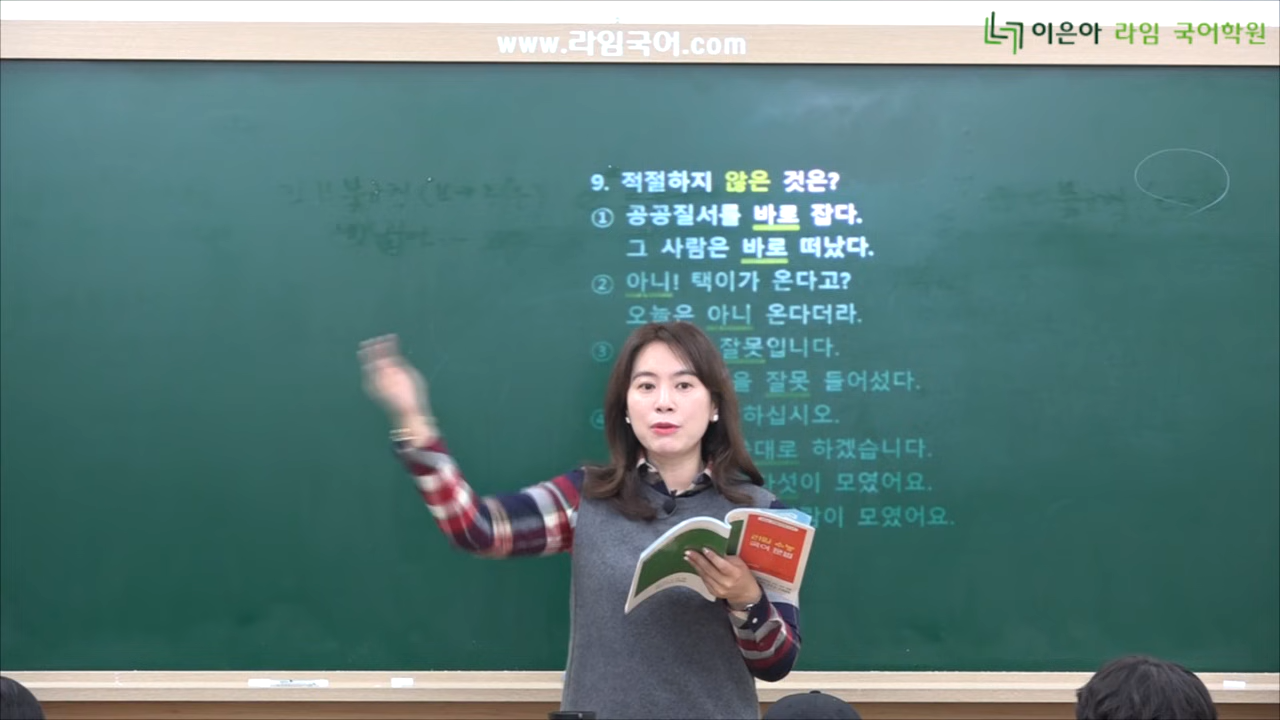 www.라임국어.com
이은아 라임 국어학원
9. 적절하지 않은 것은?
① 공공질서를 바로 잡다.
그 사람은 바로 떠났다.
② 아니! 택이가 온다고?
오늘은 아니 온다더라.
③ 잘못입니다.
을 잘못 들어섰다.
④ 하십시오.
대로 하겠습니다.
섯이 모였어요.
람이 모였어요.